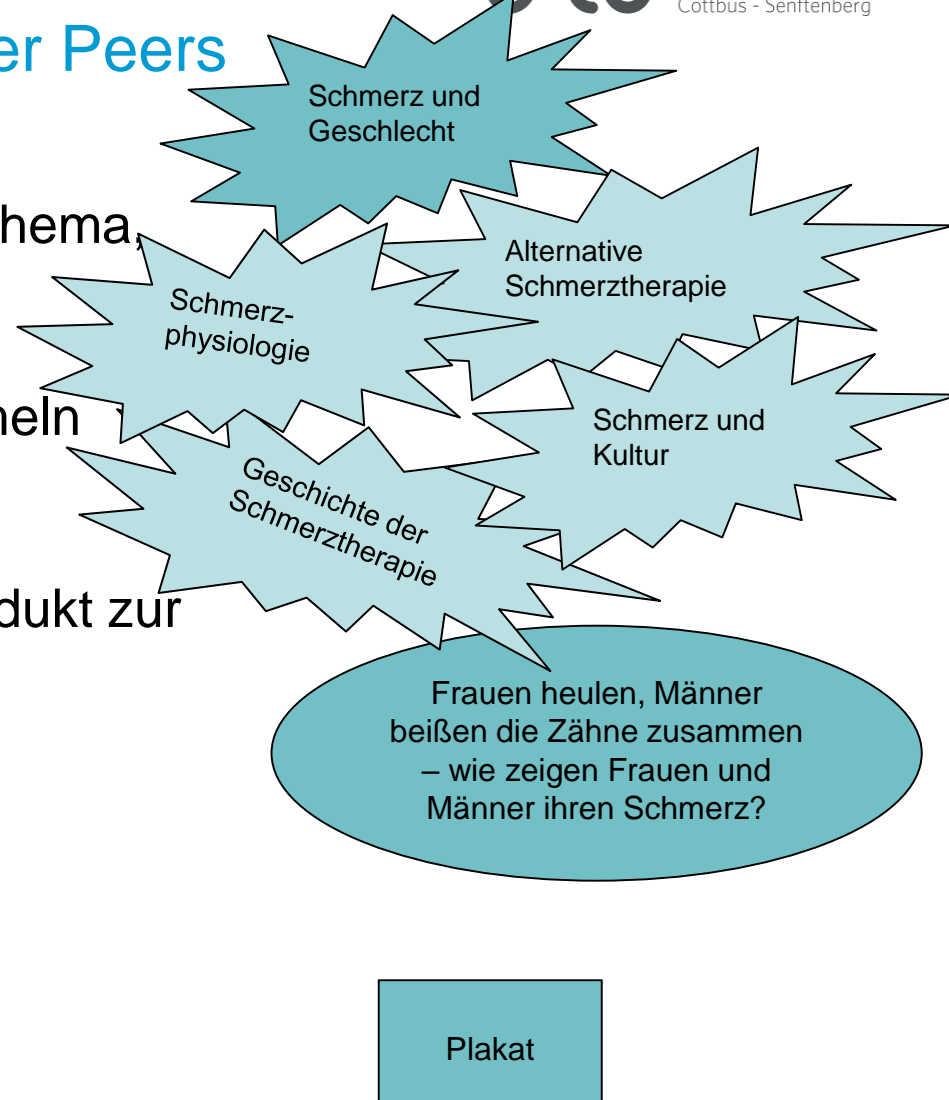 Cottbus - Senftenberg
er Peers
Schmerz und
Geschlecht
hema,
Alternative
Schmerztherapie
Schmerz-
physiologie
neln
Schmerz und
Kultur
Geschichte der
Schmerztherapie
dukt zur
Frauen heulen, Männer
beißen die Zähne zusammen
– wie zeigen Frauen und
Männer ihren Schmerz?
Plakat